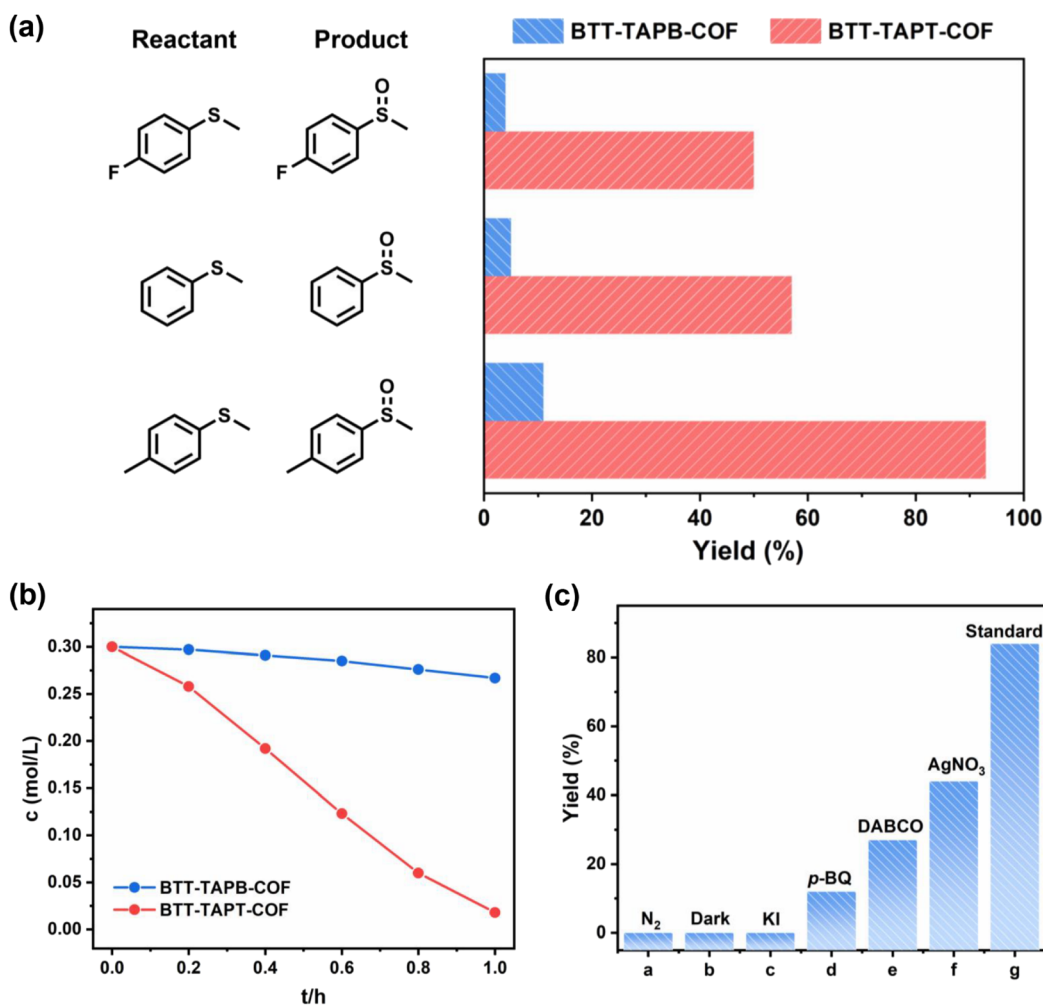 (a)
Reactant Product
BTT-TAPB-COF BTT-TAPT-COF
S
F
O
S
F
S
O
S
S
O
S
0 20 40 60 80 100
Yield (%)
(b)
c (mol/L)
0.30
0.25
0.20
0.15
0.10
0.05
0.00
BTT-TAPB-COF
BTT-TAPT-COF
0.0 0.2 0.4 0.6 0.8 1.0
t/h
(c)
Yield (%)
80
60
40
20
0
N₂ Dark KI p-BQ DABCO AgNO₃ Standard
a b c d e f g